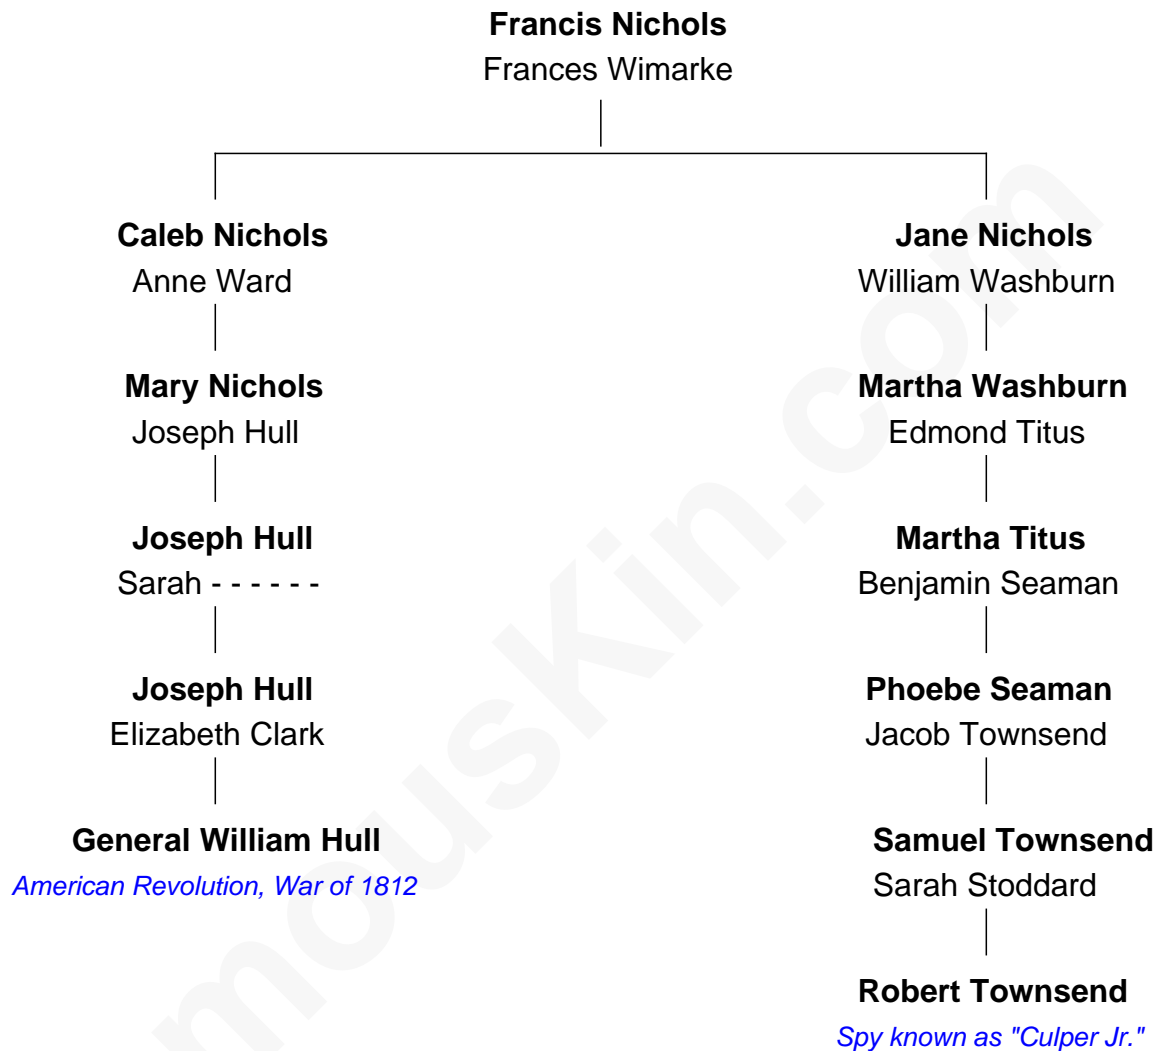 Francis Nichols
Frances Wimarke
Caleb Nichols
Anne Ward
Jane Nichols
William Washburn
Mary Nichols
Joseph Hull
Martha Washburn
Edmond Titus
Joseph Hull
Sarah - - - - - -
Martha Titus
Benjamin Seaman
Joseph Hull
Elizabeth Clark
Phoebe Seaman
Jacob Townsend
General William Hull
American Revolution, War of 1812
Samuel Townsend
Sarah Stoddard
Robert Townsend
Spy known as "Culper Jr."
mousKin.com